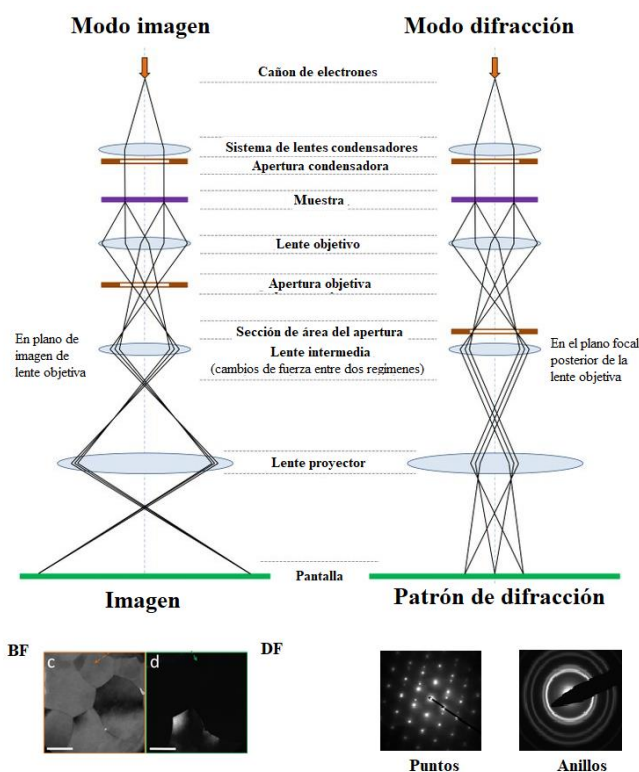 Modo imagen
Modo difracción
Cañon de electrones
Sistema de lentes condensadores
Apertura condensadora
Muestra
Lente objetivo
Apertura objetiva
Sección de área del apertura
En plano de
imagen de
lente objetiva
Lente intermedia
(cambios de fuerza entre dos regimenes)
En el plano focal
posterior de la
lente objetiva
Lente proyector
Pantalla
Imagen
Patrón de difracción
BF
c
d
DF
Puntos
Anillos